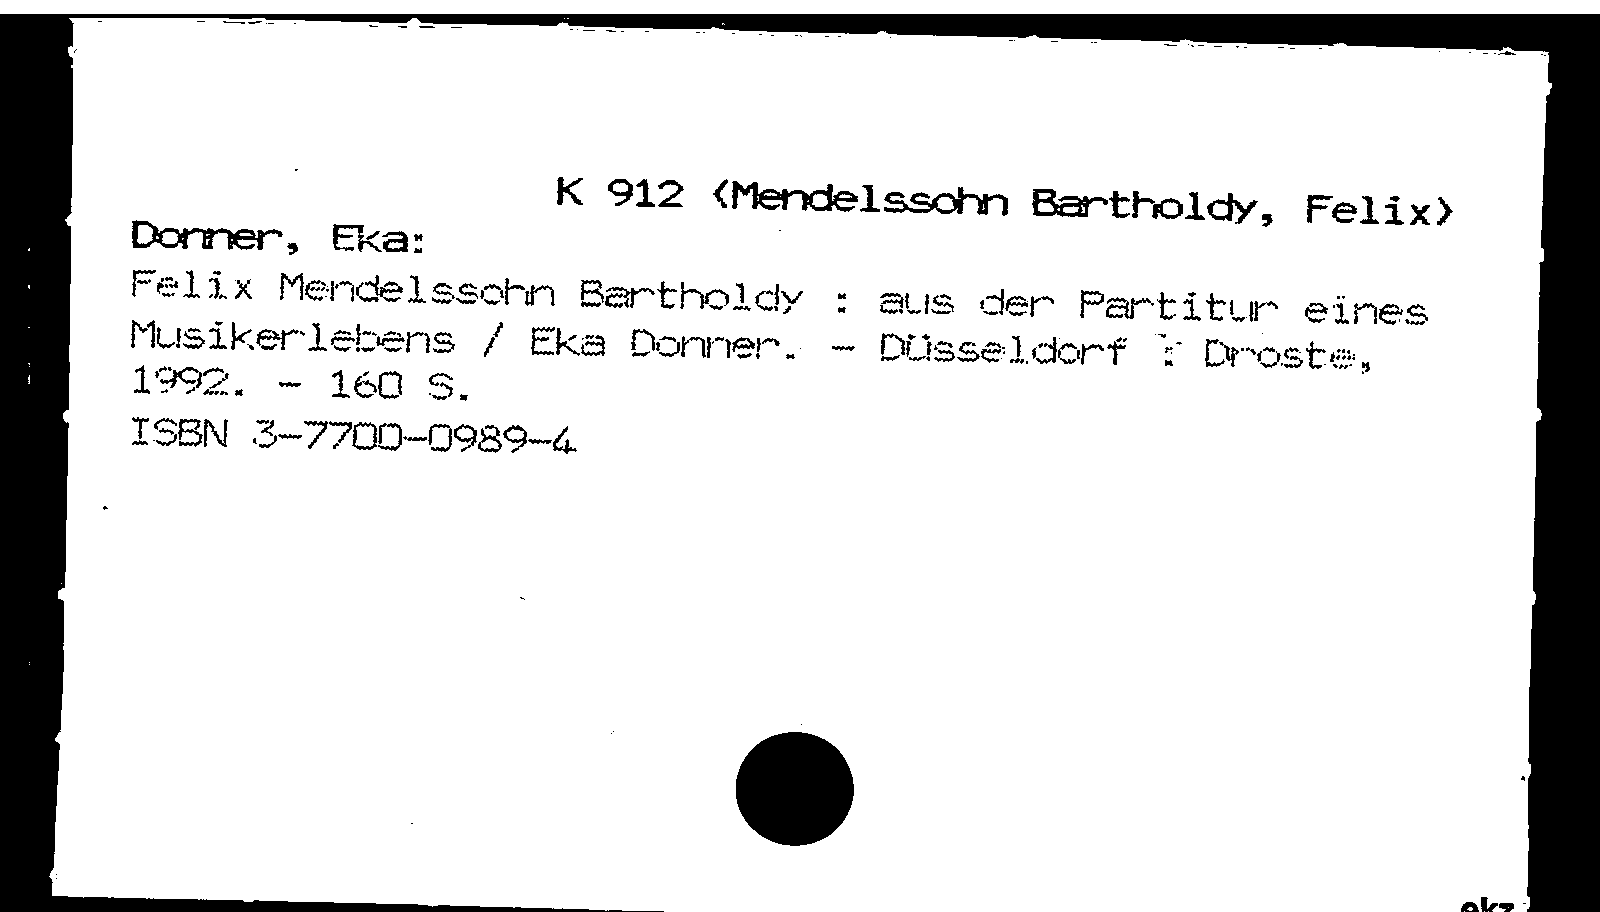 K 912 <Mendelssohn Bartholdy, Felix>
Donner, Eka:
Felix Mendelssohn Bartholdy : aus der Partitur eines
Musikerlebens / Eka Donner. - Düsseldorf : Droste,
1992. - 160 S.
ISBN 3-7700-0989-4
ekz